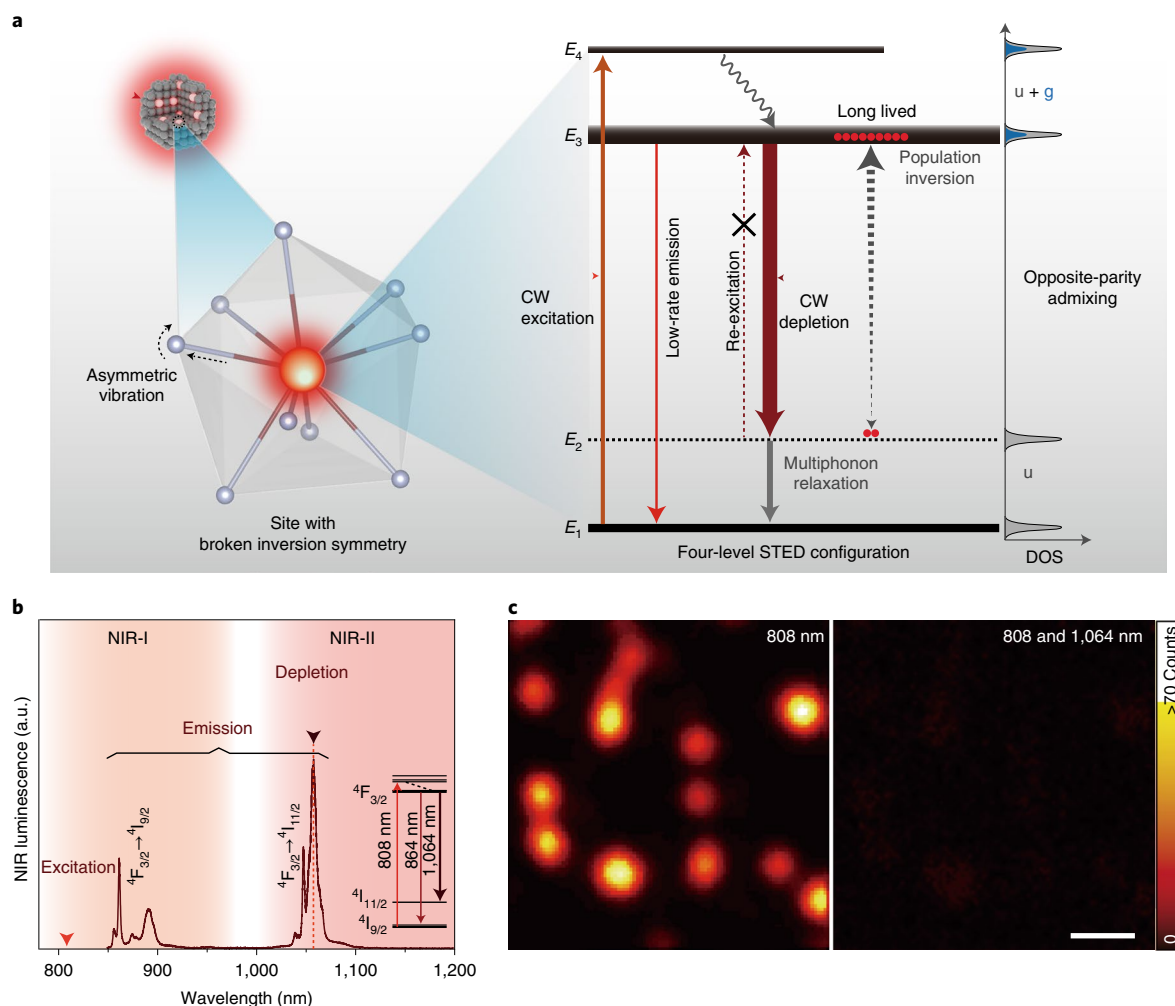 a
E4
E3
E2
E1
Long lived
Population
inversion
CW
excitation
Low-rate emission
Re-excitation
CW
depletion
Multiphonon
relaxation
Four-level STED configuration
u + g
Opposite-parity
admixing
u
DOS
Asymmetric
vibration
Site with
broken inversion symmetry
b
NIR-I
NIR-II
Depletion
Emission
Excitation
4F3/2→4I9/2
4F3/2→4I11/2
4F3/2
808 nm
864 nm
1,064 nm
4I11/2
4I9/2
NIR luminescence (a.u.)
800
900
1,000
1,100
1,200
Wavelength (nm)
c
808 nm
808 and 1,064 nm
>70 Counts
0